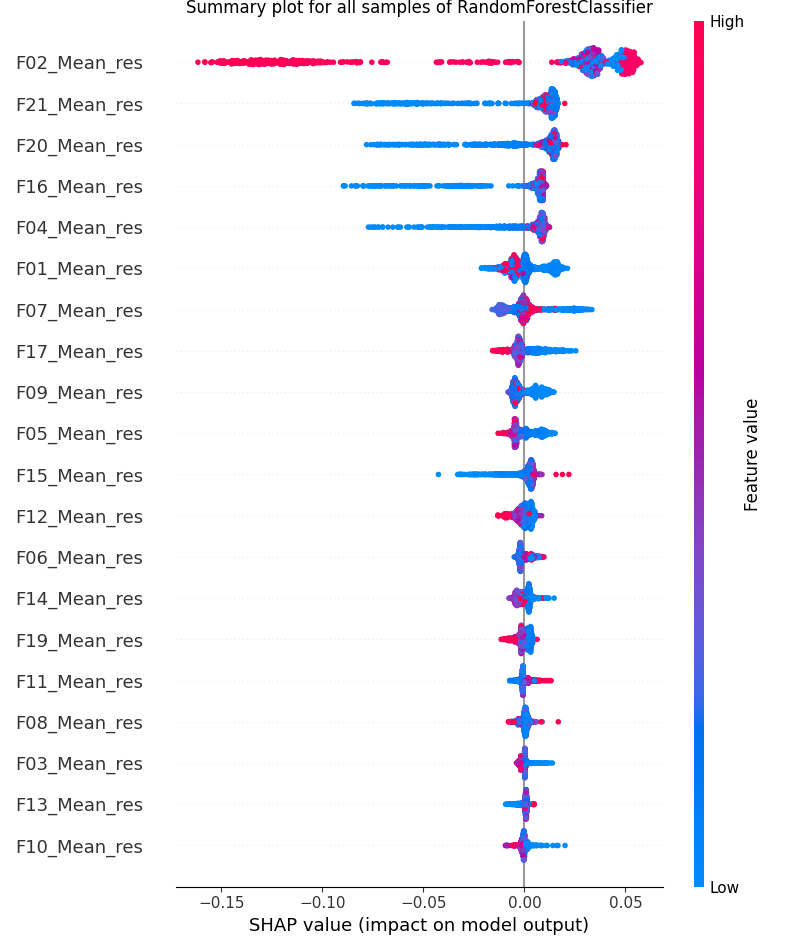 Summary plot for all samples of RandomForestClassifier
High
F02_Mean_res
F21_Mean_res
F20_Mean_res
F16_Mean_res
F04_Mean_res
F01_Mean_res
F07_Mean_res
F17_Mean_res
F09_Mean_res
F05_Mean_res
F15_Mean_res
F12_Mean_res
F06_Mean_res
F14_Mean_res
F19_Mean_res
F11_Mean_res
F08_Mean_res
F03_Mean_res
F13_Mean_res
F10_Mean_res
Feature value
Low
−0.15 −0.10 −0.05 0.00 0.05
SHAP value (impact on model output)